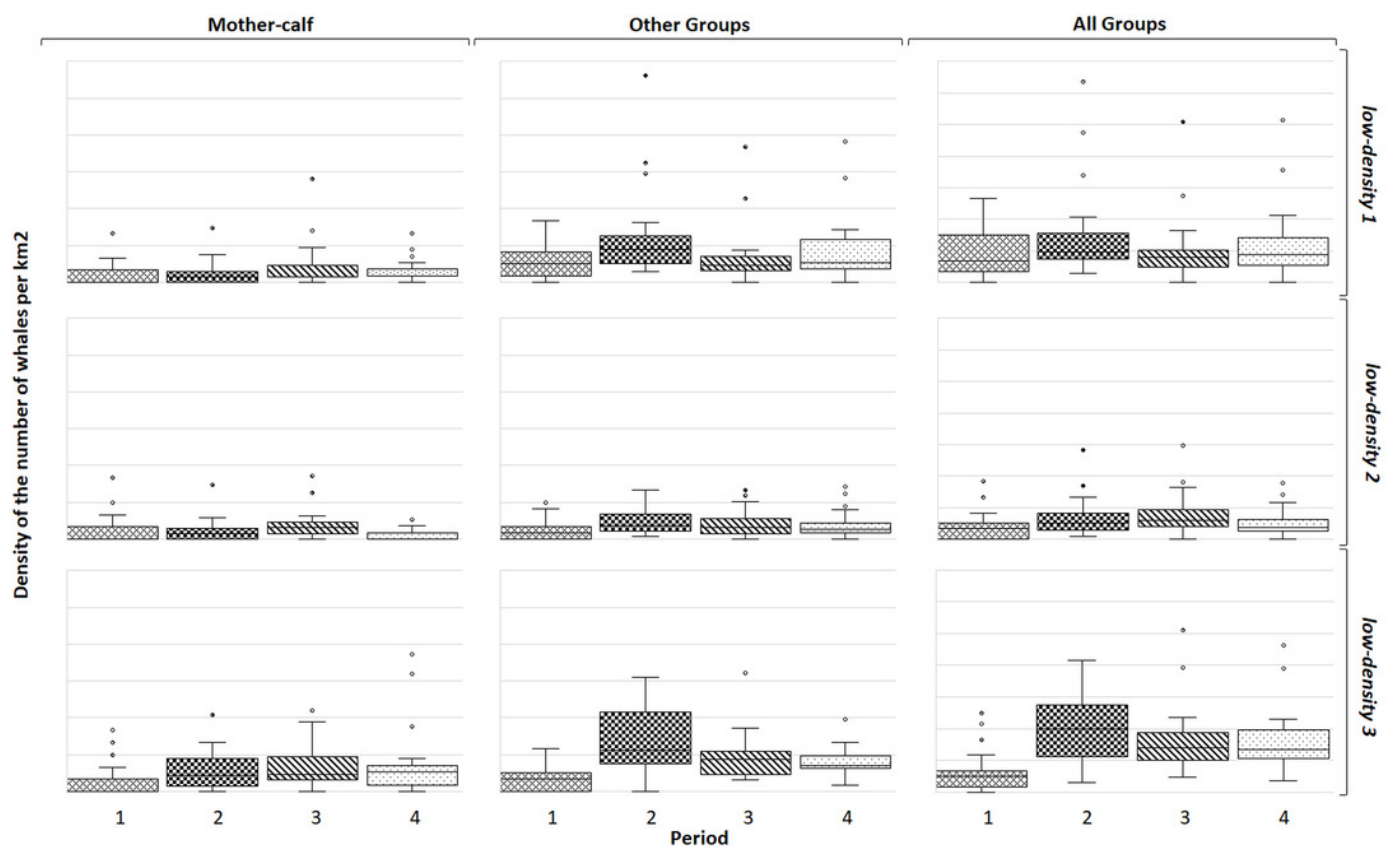 Mother-calf
Other Groups
All Groups
low-density 1
low-density 2
low-density 3
Density of the number of whales per km2
1 2 3 4 1 2 3 4 1 2 3 4
Period